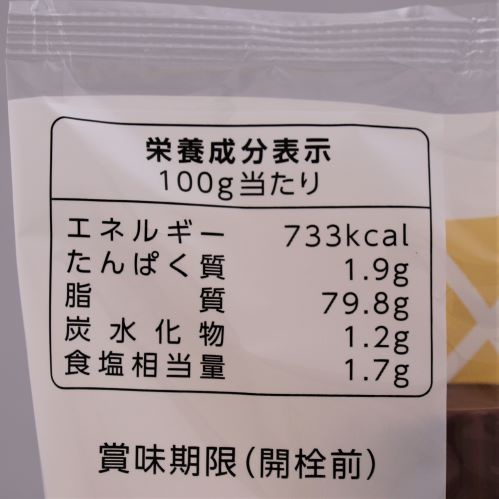 栄養成分表示
100g当たり
エネルギー 733kcal
たんぱく質 1.9g
脂質 79.8g
炭水化物 1.2g
食塩相当量 1.7g
賞味期限(開栓前)